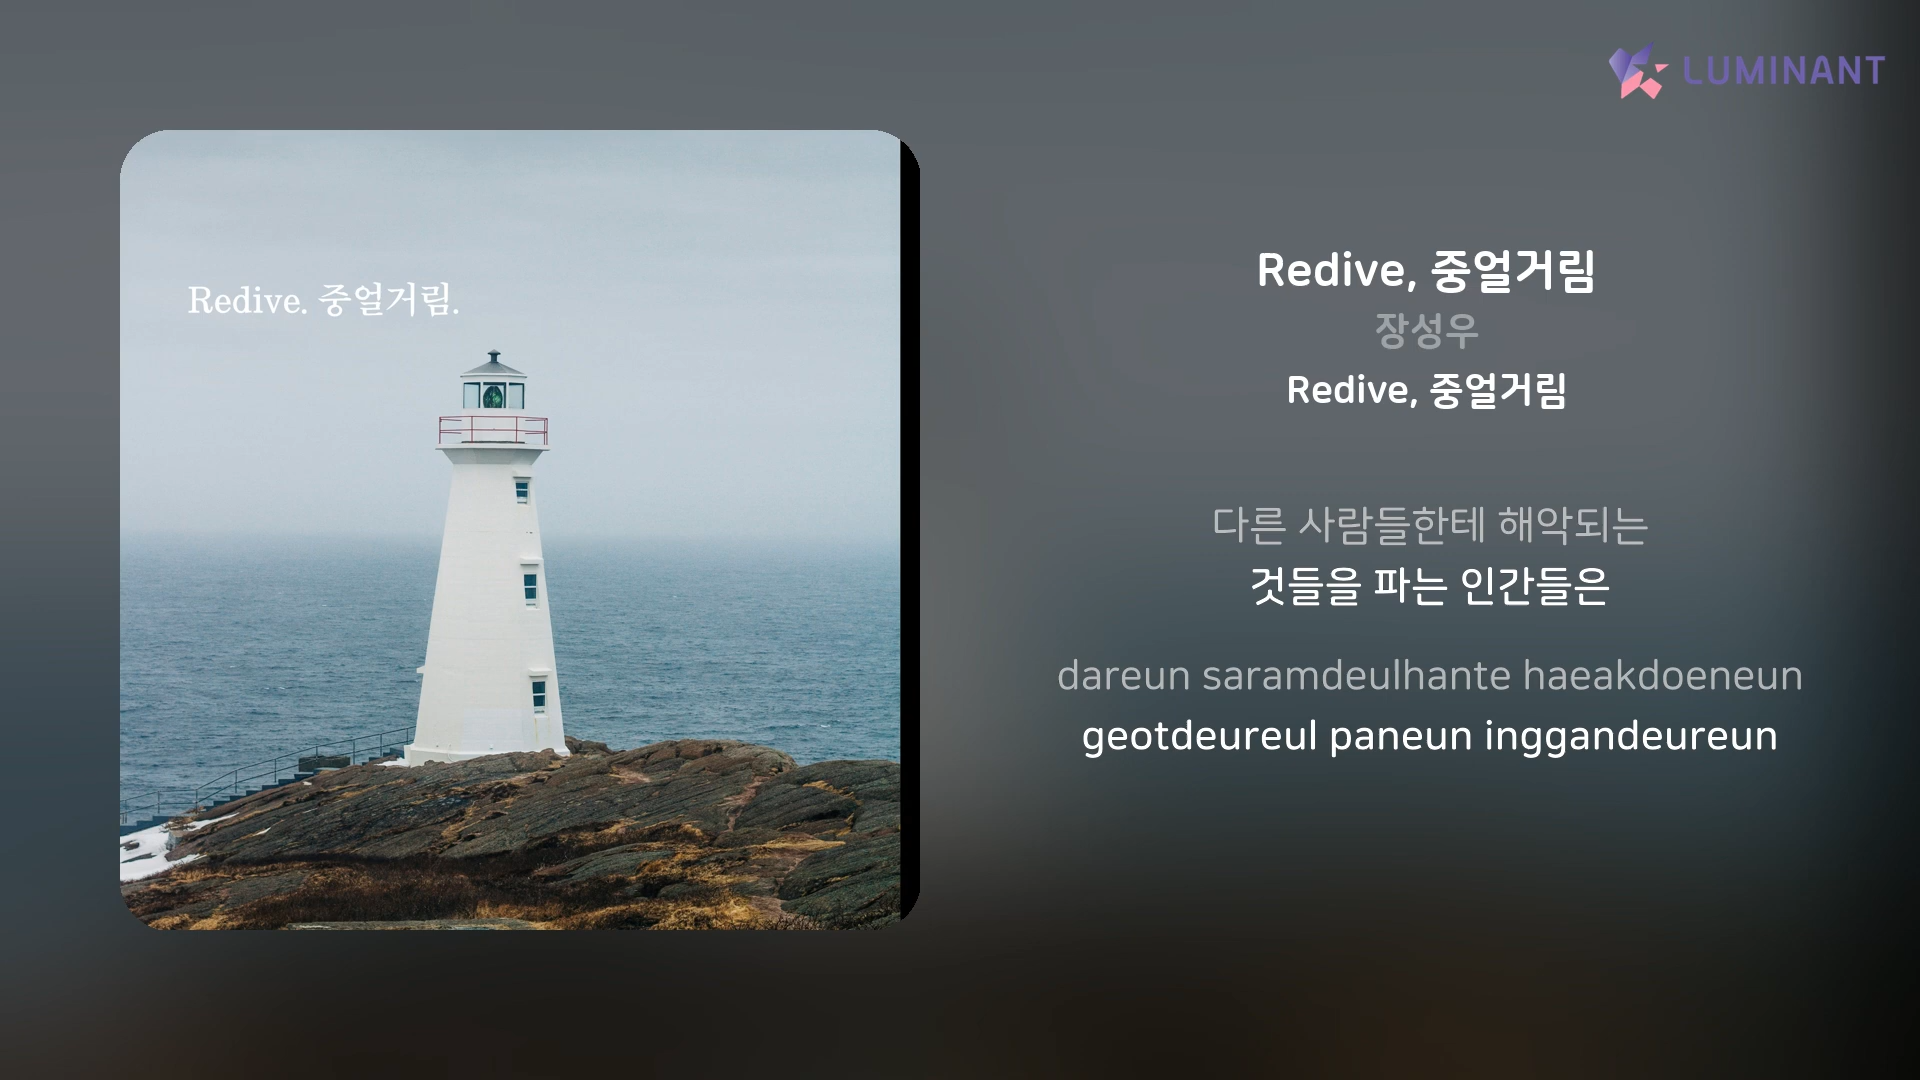 LUMINANT
Redive. 중얼거림.
Redive, 중얼거림
장성우
Redive, 중얼거림
다른 사람들한테 해악되는
것들을 파는 인간들은
dareun saramdeulhante haeakdoeneun
geotdeureul paneun inggandeureun